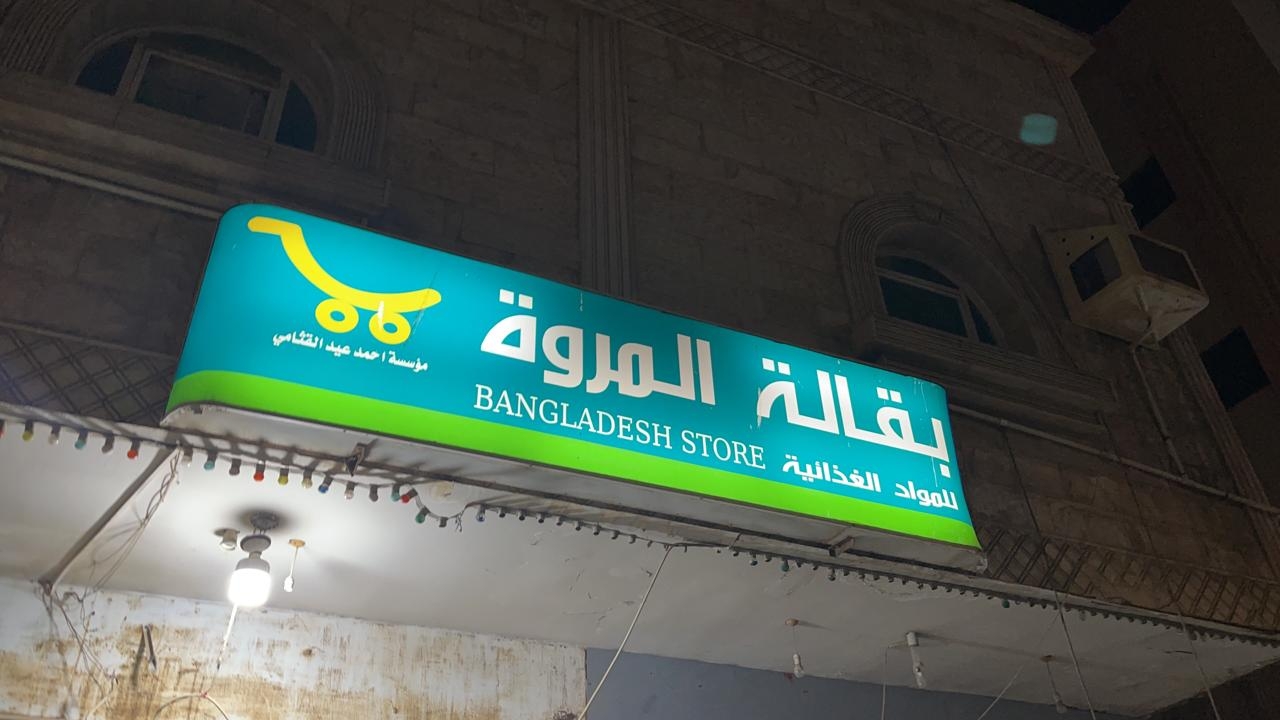 بقالة المروة
BANGLADESH STORE
للمواد الغذائية
مؤسسة احمد عيد القثامي